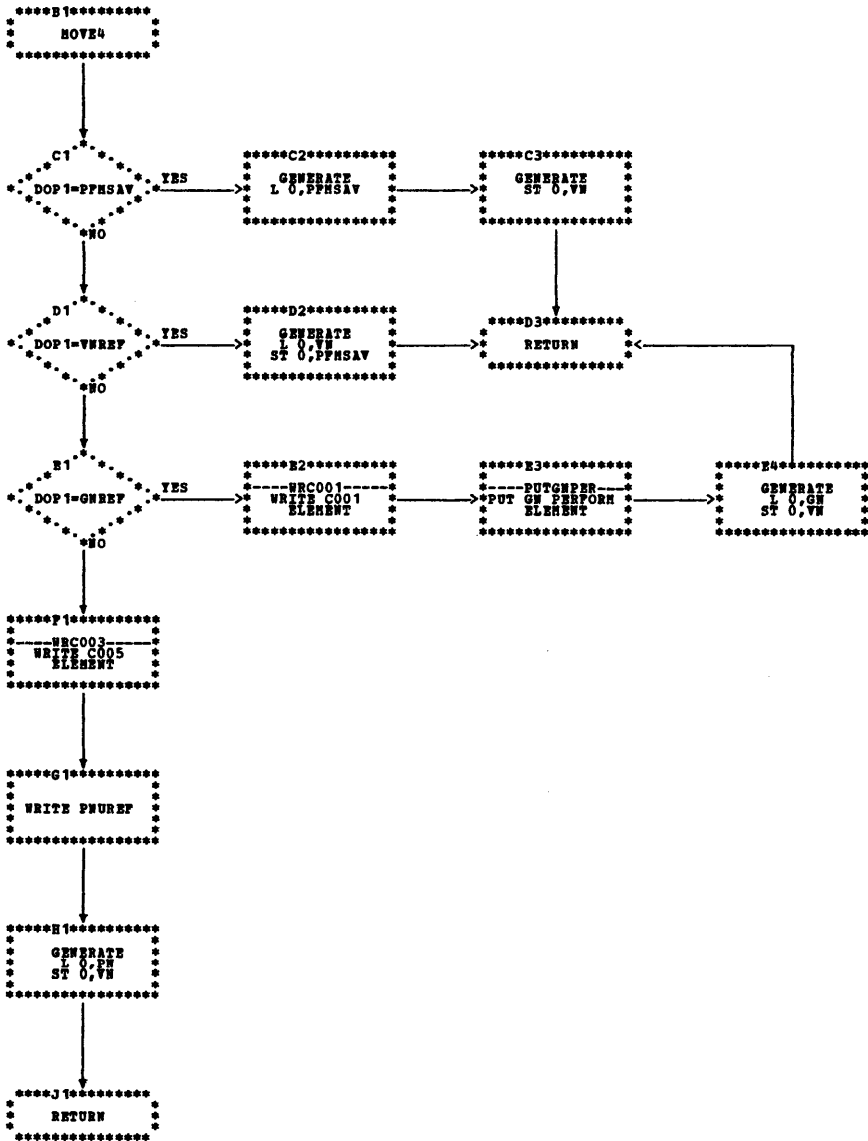 B1
MOVE4
C1
DOP1=PFMSAV
YES
NO
C2
GENERATE
L 0,PFMSAV
C3
GENERATE
ST 0,VN
D1
DOP1=VNREF
YES
NO
D2
GENERATE
L 0,VN
ST 0,PFMSAV
D3
RETURN
E1
DOP1=GNREF
YES
NO
E2
WRC001
WRITE C001
ELEMENT
E3
PUTGNPER
PUT GN PERFORM
ELEMENT
E4
GENERATE
L 0,GN
ST 0,VN
F1
WRC003
WRITE C005
ELEMENT
G1
WRITE PNUREF
H1
GENERATE
L 0,PN
ST 0,VN
J1
RETURN